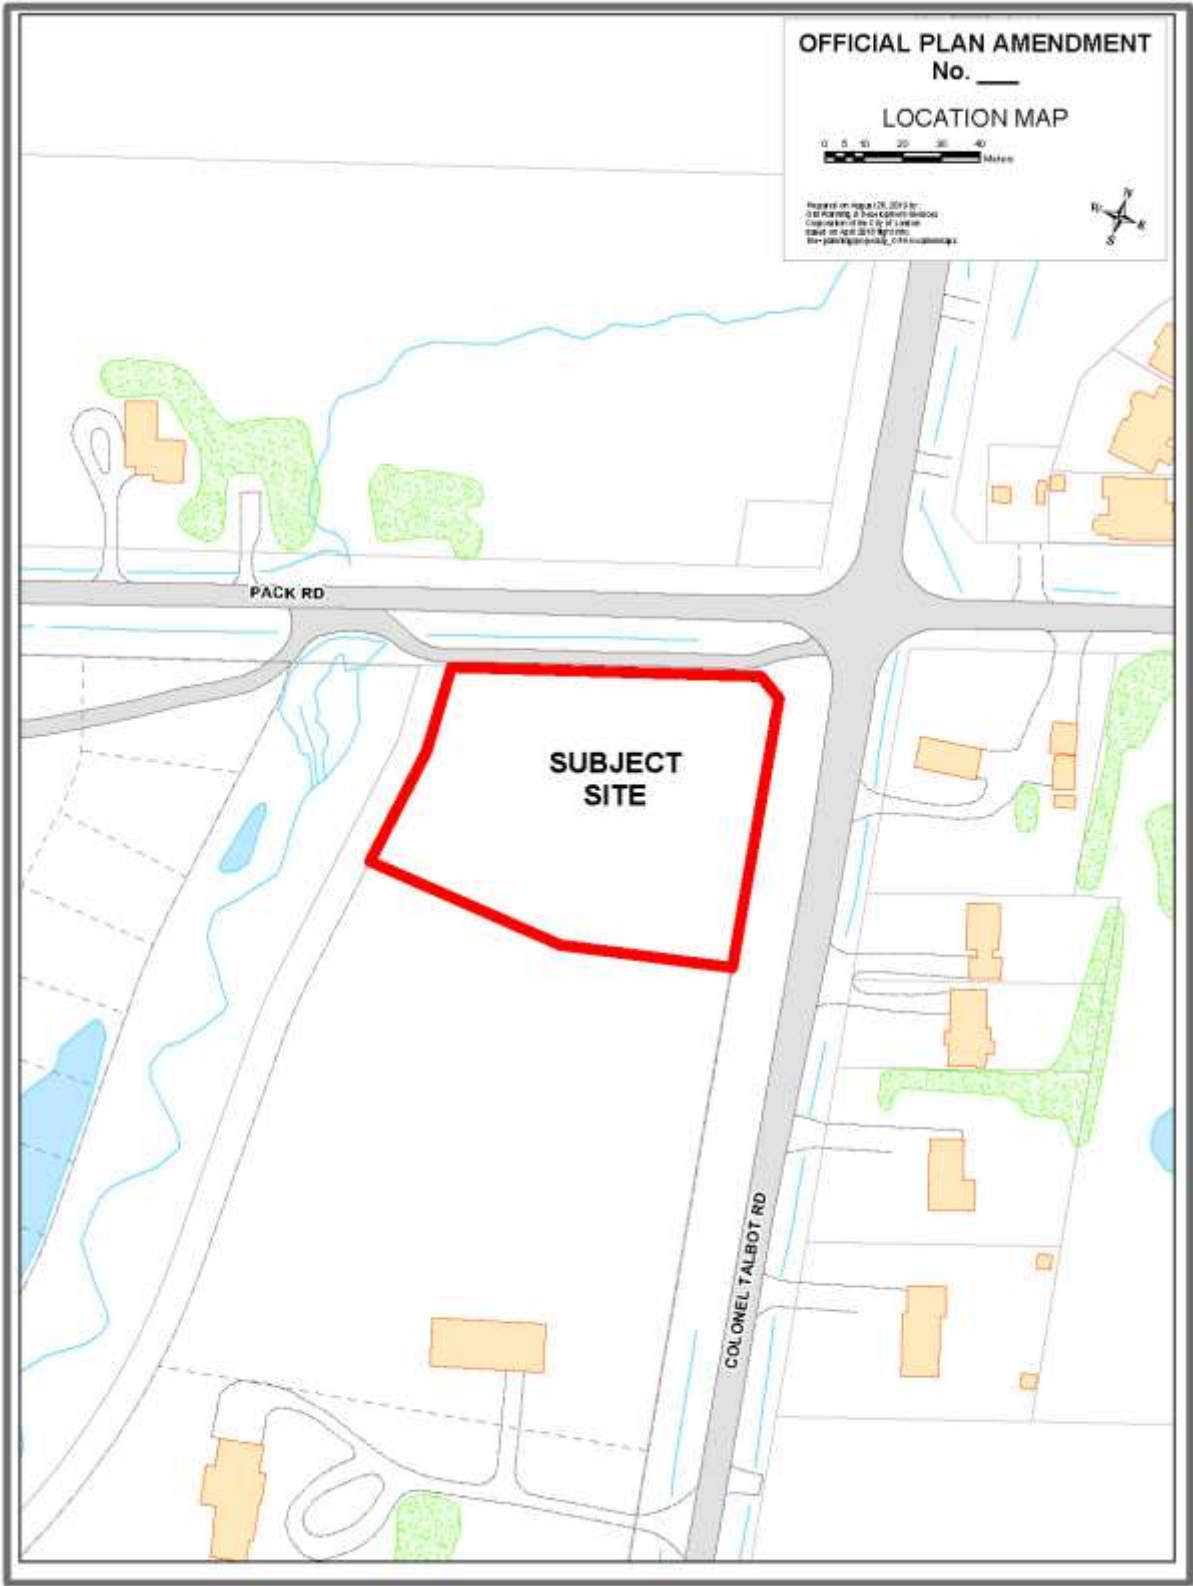 OFFICIAL PLAN AMENDMENT
No. ___
LOCATION MAP
0 5 10 20 30 40
Meters
N
W E
S
PACK RD
SUBJECT
SITE
COLONEL TALBOT RD